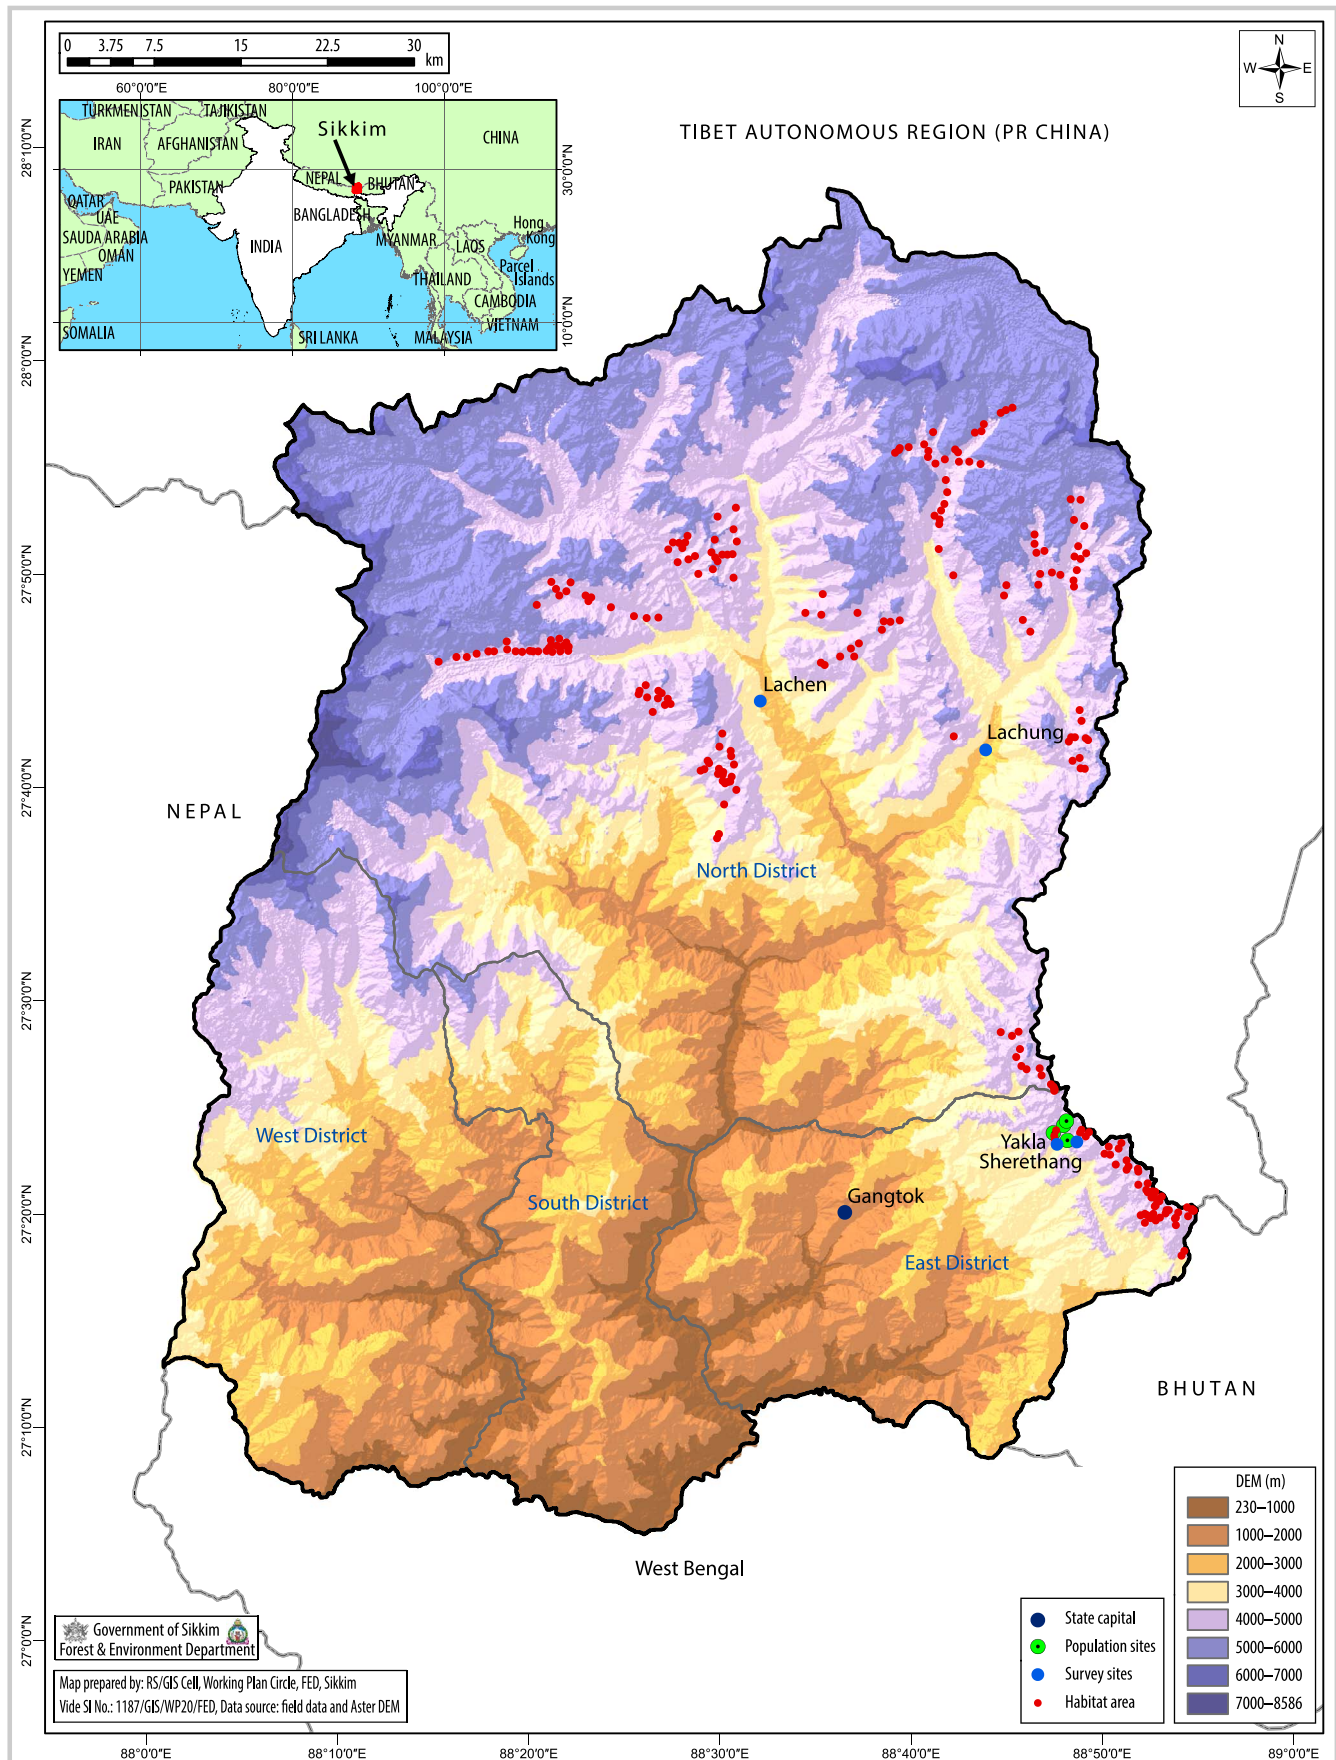 0 3.75 7.5 15 22.5 30
km
N
W E
S
60°0'0"E 80°0'0"E 100°0'0"E
TURKMENISTAN TAJIKISTAN
IRAN AFGHANISTAN
Sikkim
CHINA
PAKISTAN
NEPAL BHUTAN
QATAR
UAE
BANGLADESH
Hong
Kong
SAUDA ARABIA
OMAN
INDIA
MYANMAR
LAOS
YEMEN
THAILAND
Parcel
Islands
CAMBODIA
VIETNAM
SOMALIA
SRI LANKA
MALAYSIA
30°0'0"N
10°0'0"N
TIBET AUTONOMOUS REGION (PR CHINA)
28°10'0"N
28°0'0"N
27°50'0"N
27°40'0"N
27°30'0"N
27°20'0"N
27°10'0"N
27°0'0"N
Lachen
Lachung
NEPAL
North District
West District
Yakla
Sherethang
South District
Gangtok
East District
BHUTAN
West Bengal
DEM (m)
230–1000
1000–2000
2000–3000
3000–4000
4000–5000
5000–6000
6000–7000
7000–8586
State capital
Population sites
Survey sites
Habitat area
Government of Sikkim
Forest & Environment Department
Map prepared by: RS/GIS Cell, Working Plan Circle, FED, Sikkim
Vide SI No.: 1187/GIS/WP20/FED, Data source: field data and Aster DEM
88°0'0"E 88°10'0"E 88°20'0"E 88°30'0"E 88°40'0"E 88°50'0"E 89°0'0"E